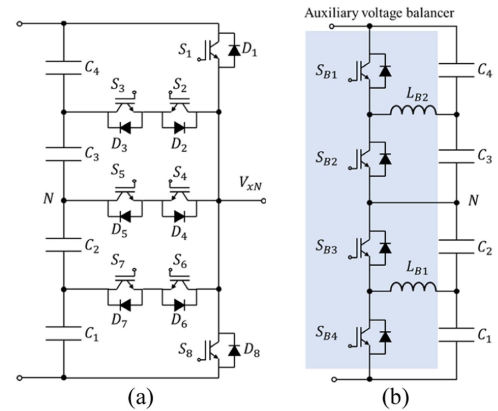 Auxiliary voltage balancer
S1 D1
C4
S3 S2
D3 D2
C3
S5 S4
VxN
N
D5 D4
C2
S7 S6
D7 D6
C1
S8 D8
(a)
SB1
LB2
C4
SB2
C3
N
SB3
C2
LB1
SB4
C1
(b)